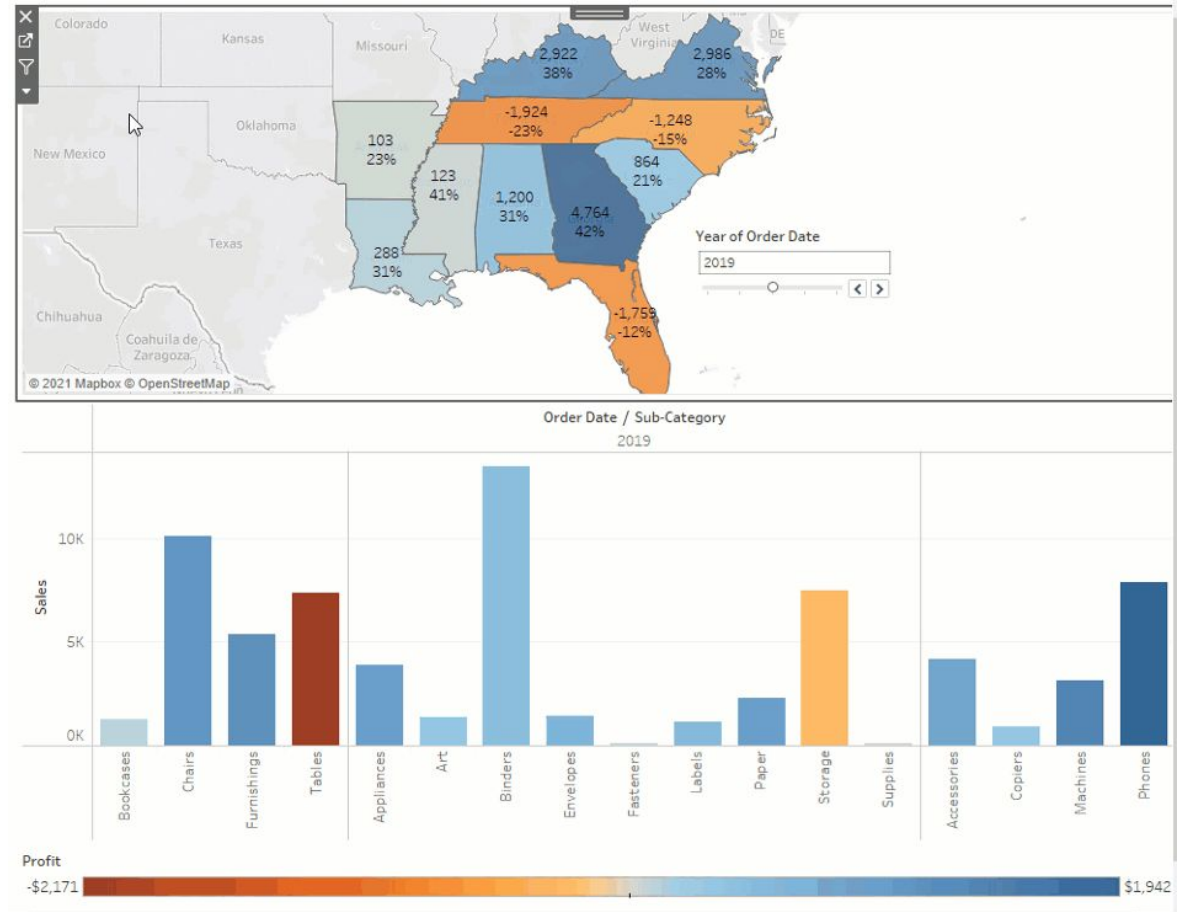 Colorado
Kansas
Missouri
West
Virginia
DE
2,922
38%
2,986
28%
-1,924
-23%
-1,248
-15%
Oklahoma
New Mexico
103
23%
123
41%
1,200
31%
4,764
42%
864
21%
Texas
288
31%
Year of Order Date
2019
-1,759
-12%
Chihuahua
Coahuila de
Zaragoza
© 2021 Mapbox © OpenStreetMap
Order Date / Sub-Category
2019
Sales
10K
5K
0K
Bookcases
Chairs
Furnishings
Tables
Appliances
Art
Binders
Envelopes
Fasteners
Labels
Paper
Storage
Supplies
Accessories
Copiers
Machines
Phones
Profit
-$2,171
$1,942